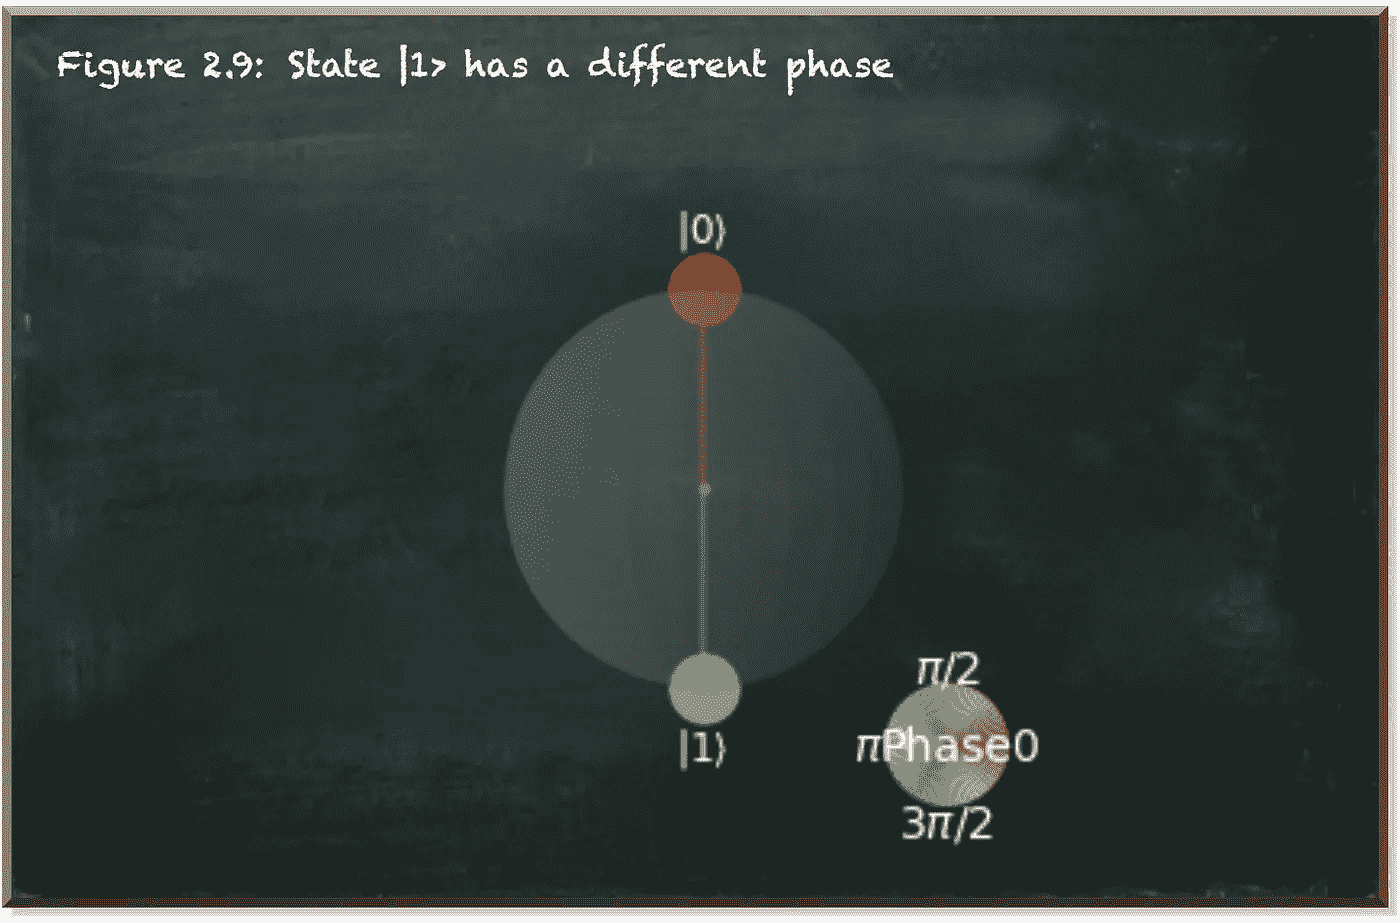 Figure 2.9: State |1> has a different phase
|0⟩
|1⟩
π/2
πPhase0
3π/2